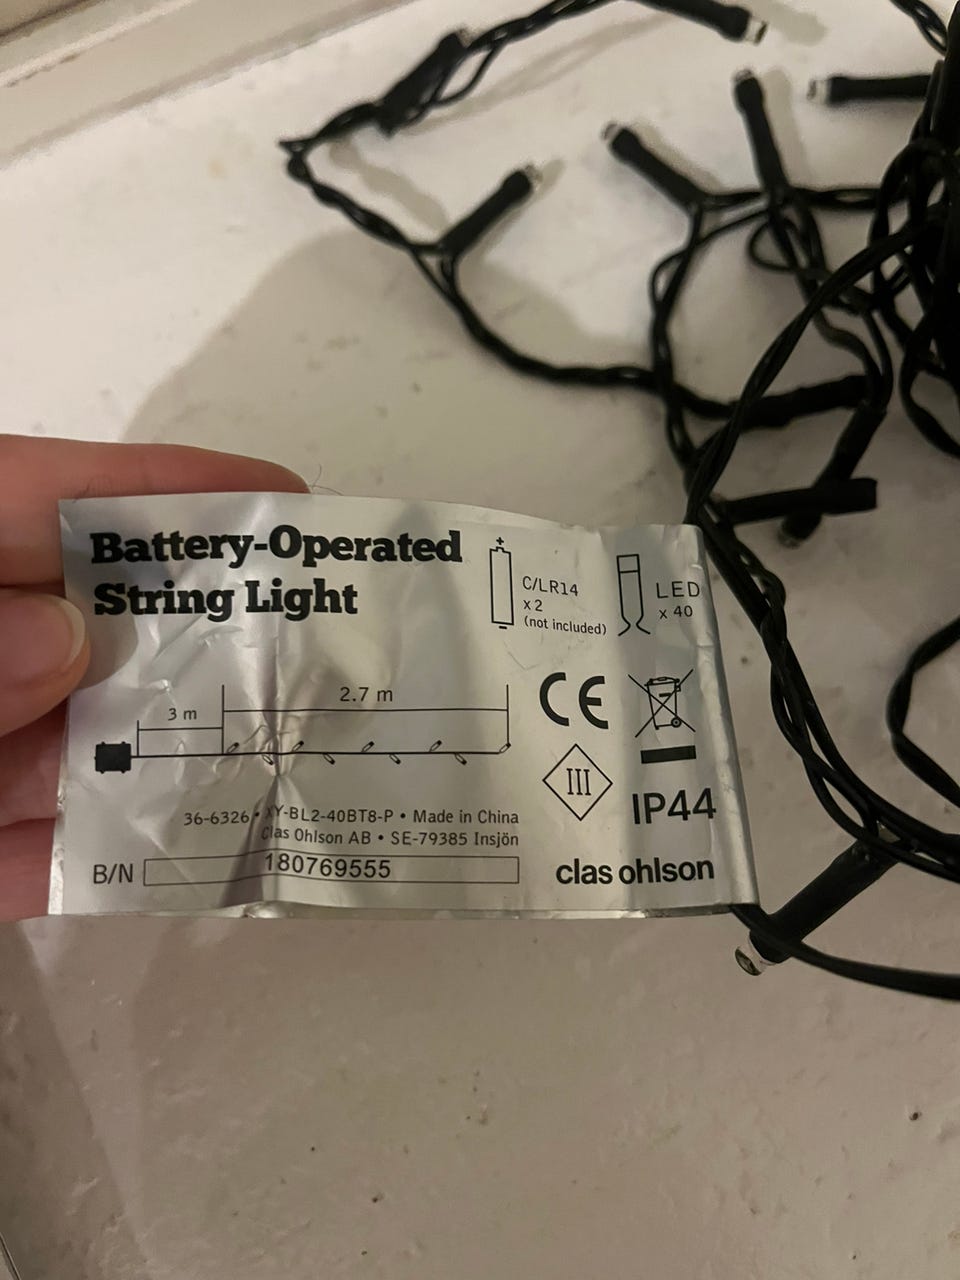 Battery-Operated
String Light
+
C/LR14
x 2
(not included)
LED
x 40
3 m
2.7 m
CE
III
IP44
36-6326 • XY-BL2-40BT8-P • Made in China
Clas Ohlson AB • SE-79385 Insjön
B/N 180769555
clas ohlson